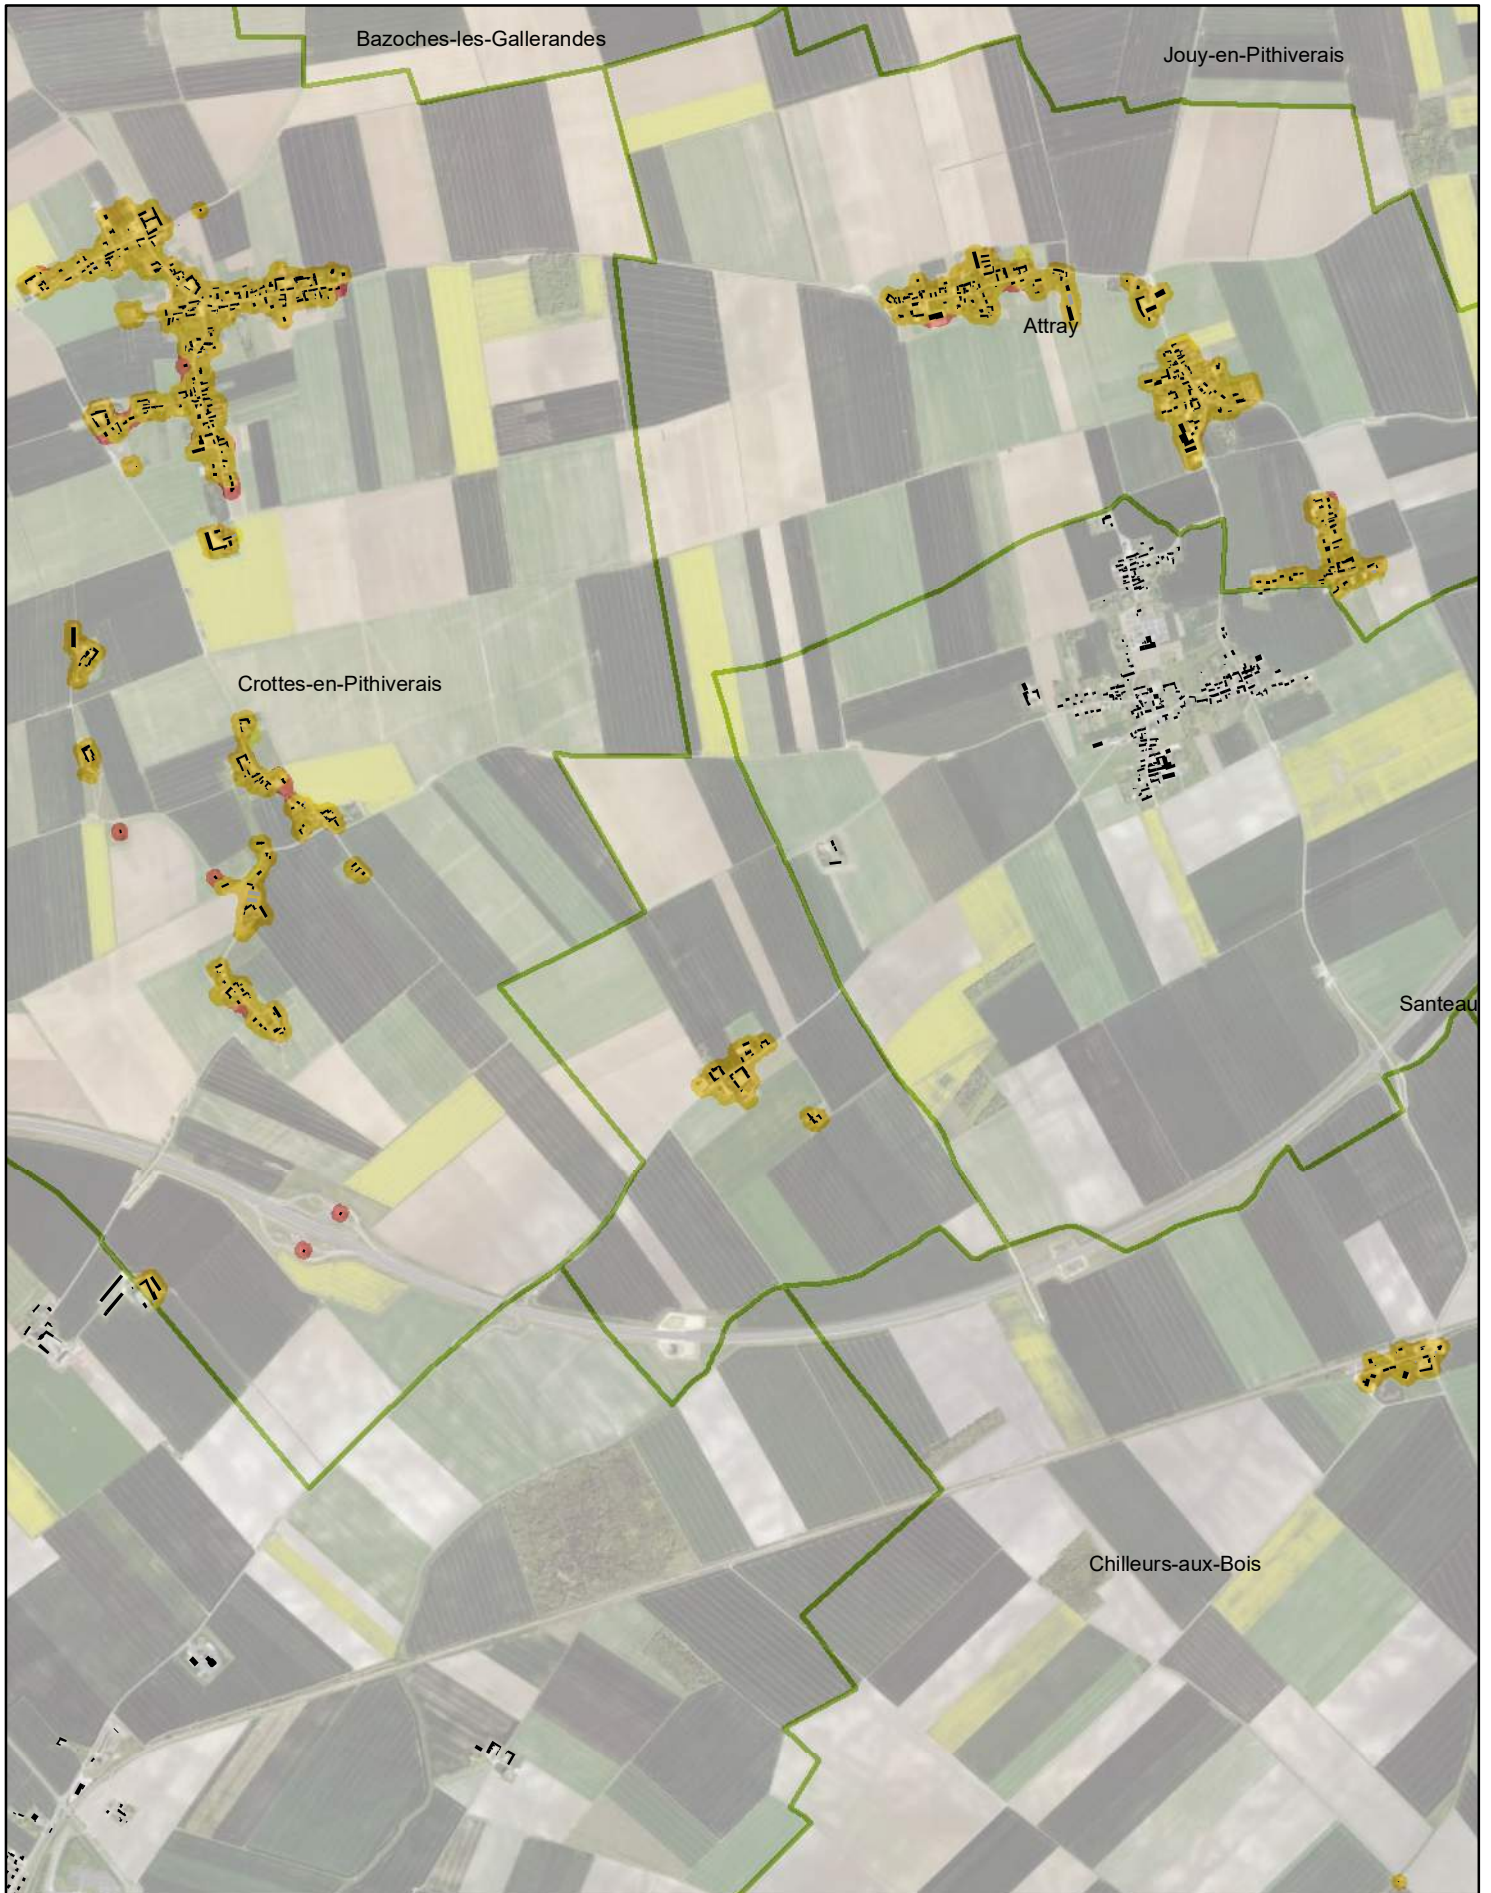 Bazoches-les-Gallerandes
Jouy-en-Pithiverais
Attray
Crottes-en-Pithiverais
Santeau
Chilleurs-aux-Bois